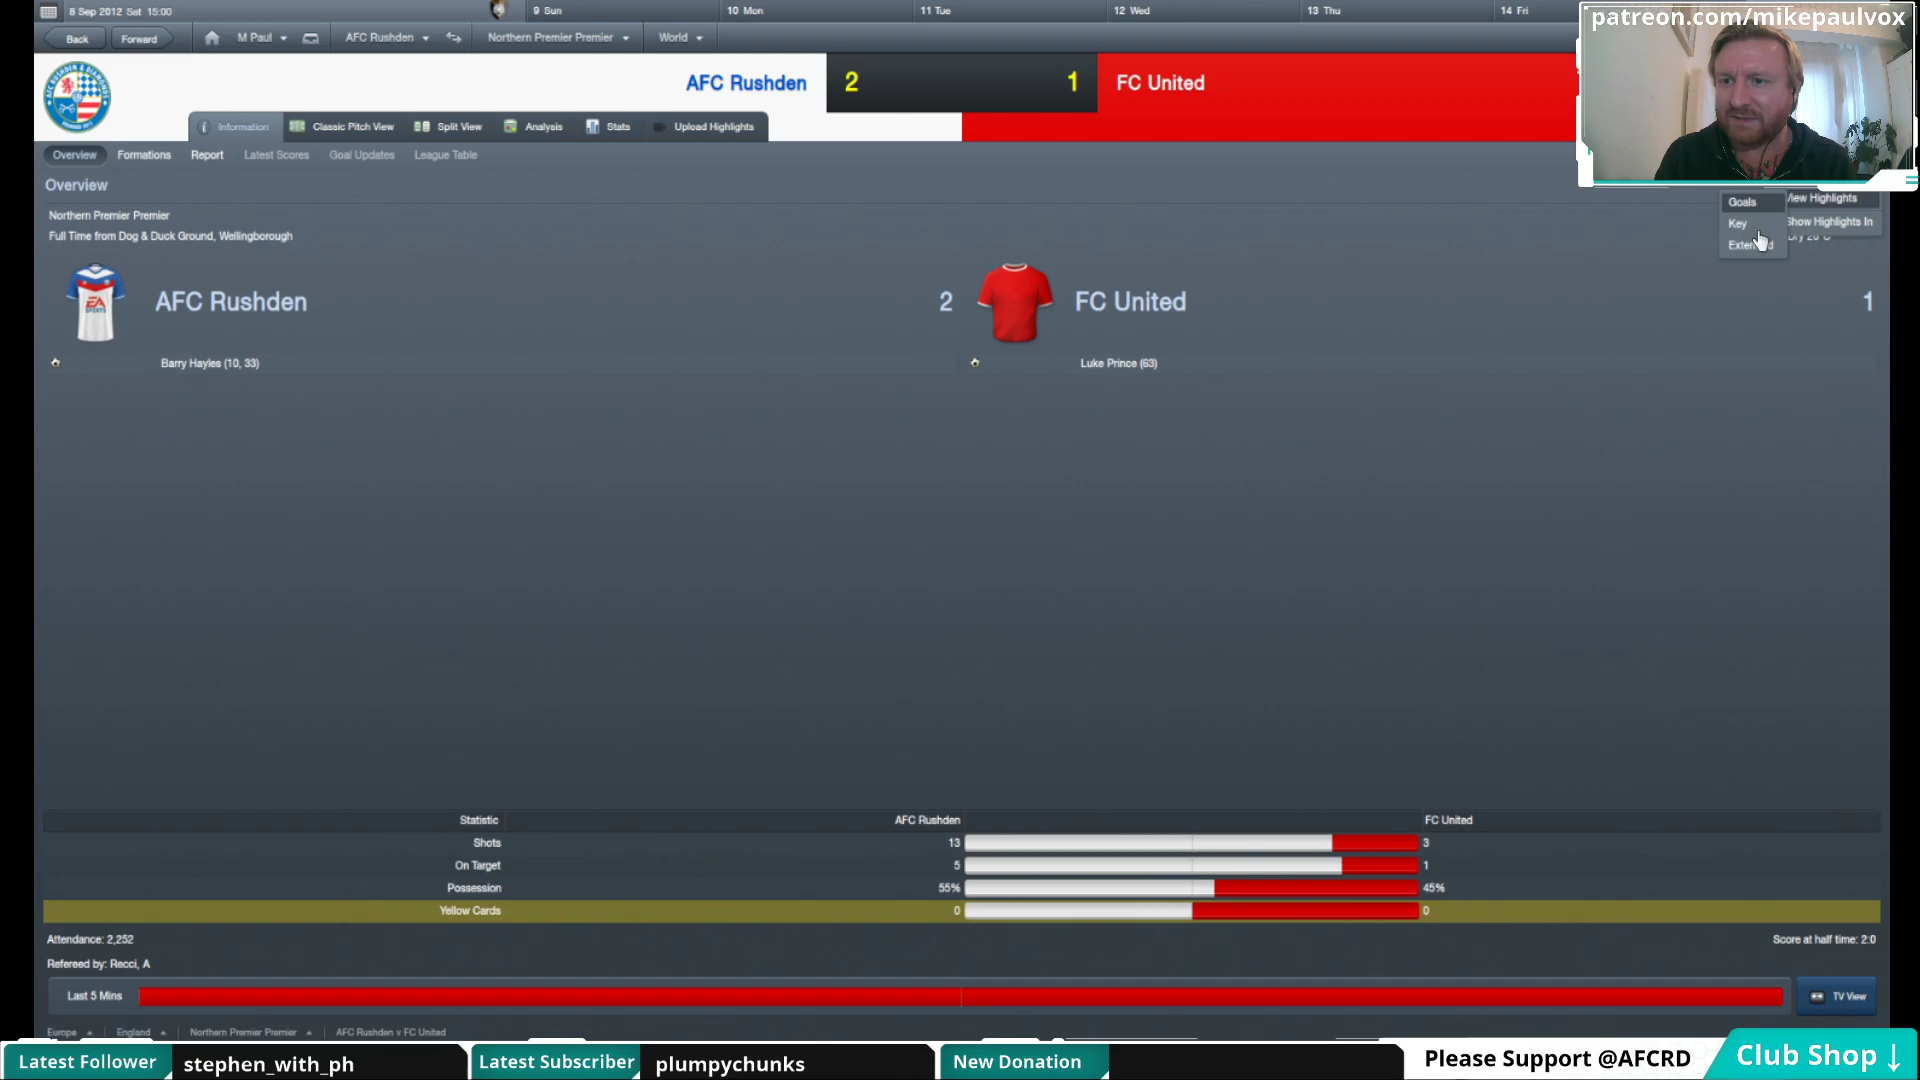 8 Sep 2012 Sat 15:00
9 Sun
10 Mon
11 Tue
12 Wed
13 Thu
14 Fri
patreon.com/mikepaulvox
Back
Forward
M Paul
AFC Rushden
Northern Premier Premier
World
AFC Rushden
2
1
FC United
Information
Classic Pitch View
Split View
Analysis
Stats
Upload Highlights
Overview
Formations
Report
Latest Scores
Goal Updates
League Table
Overview
Goals
View Highlights
Key
Show Highlights In
Northern Premier Premier
Full Time from Dog & Duck Ground, Wellingborough
AFC Rushden
2
FC United
1
EA
SPORTS
Barry Hayles (10, 33)
Luke Prince (63)
Statistic
AFC Rushden
FC United
Shots
13
3
On Target
5
1
Possession
55%
45%
Yellow Cards
0
0
Attendance: 2,252
Score at half time: 2:0
Refereed by: Recci, A
Last 5 Mins
TV View
Europe
England
Northern Premier Premier
AFC Rushden v FC United
Latest Follower
stephen_with_ph
Latest Subscriber
plumpychunks
New Donation
Please Support @AFCRD
Club Shop ↓